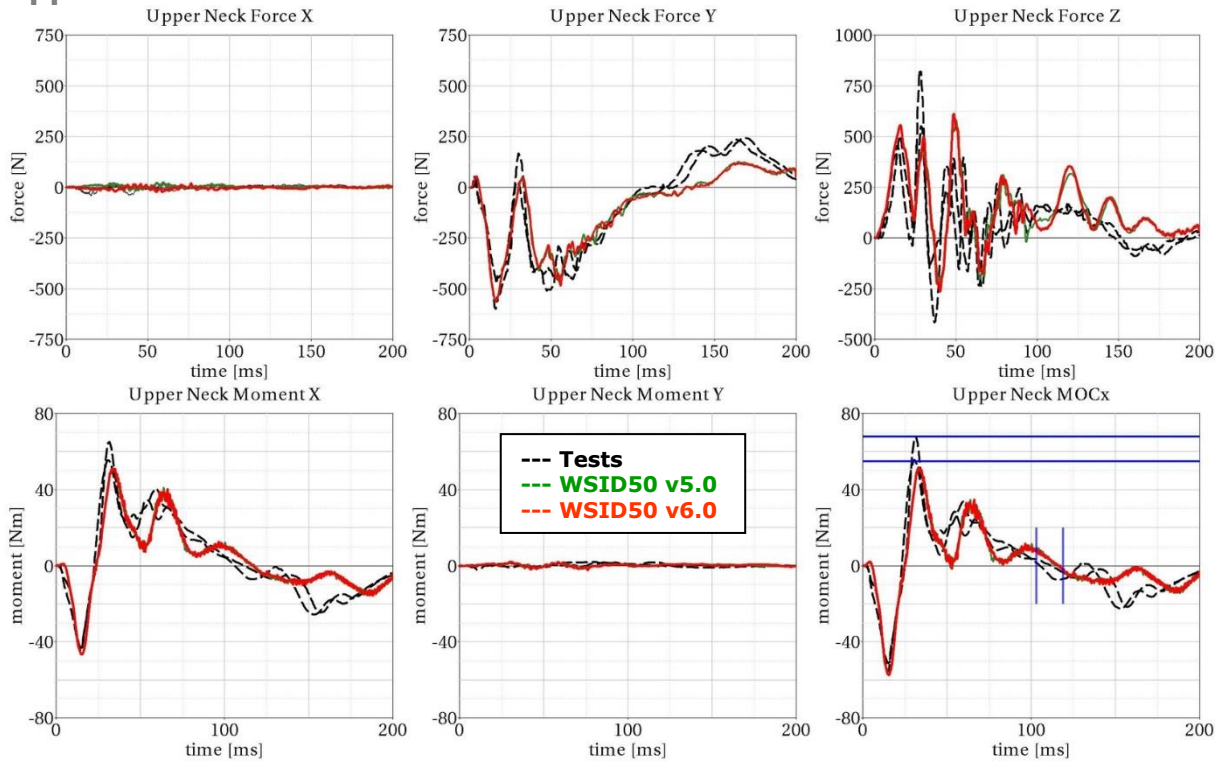 Upper Neck Force X
Upper Neck Force Y
Upper Neck Force Z
750
500
250
0
-250
-500
-750
force [N]
0 50 100 150 200
time [ms]
750
500
250
0
-250
-500
-750
force [N]
0 50 100 150 200
time [ms]
1000
750
500
250
0
-250
-500
force [N]
0 50 100 150 200
time [ms]
Upper Neck Moment X
Upper Neck Moment Y
Upper Neck MOCx
80
40
0
-40
-80
moment [Nm]
0 100 200
time [ms]
80
40
0
-40
-80
moment [Nm]
0 100 200
time [ms]
--- Tests
--- WSID50 v5.0
--- WSID50 v6.0
80
40
0
-40
-80
moment [Nm]
0 100 200
time [ms]